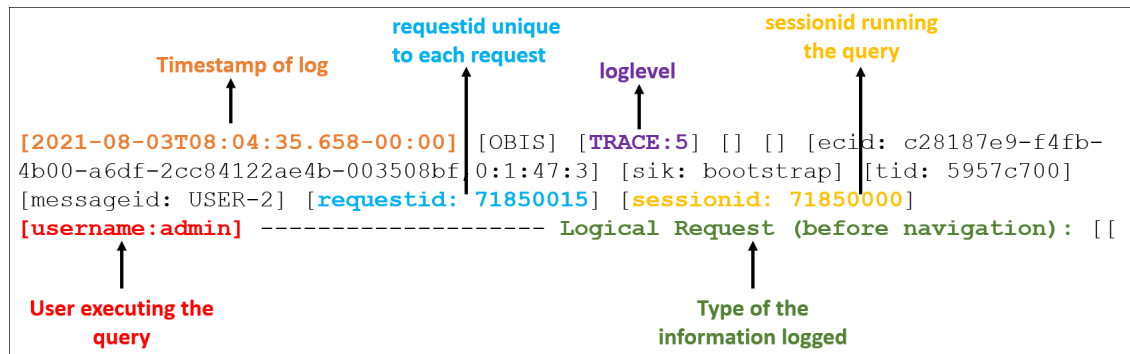 requestid unique
to each request
sessionid running
the query
Timestamp of log
loglevel
[2021-08-03T08:04:35.658-00:00] [OBIS] [TRACE:5] [] [] [ecid: c28187e9-f4fb-
4b00-a6df-2cc84122ae4b-003508bf,0:1:47:3] [sik: bootstrap] [tid: 5957c700]
[messageid: USER-2] [requestid: 71850015] [sessionid: 71850000]
[username:admin] -------------------- Logical Request (before navigation): [[
User executing the
query
Type of the
information logged